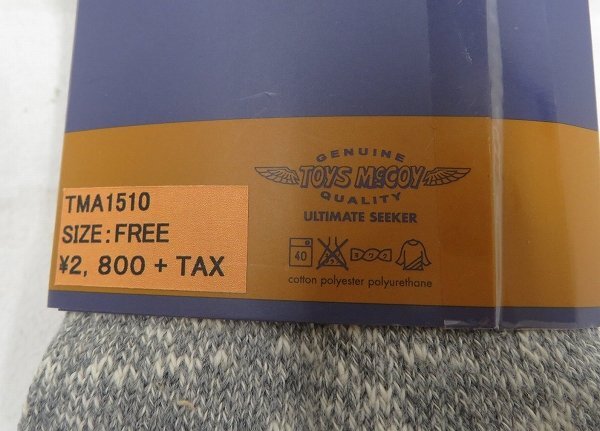 GENUINE
TOYS McCOY
QUALITY
ULTIMATE SEEKER
TMA1510
SIZE:FREE
¥2, 800 + TAX
40
cotton polyester polyurethane